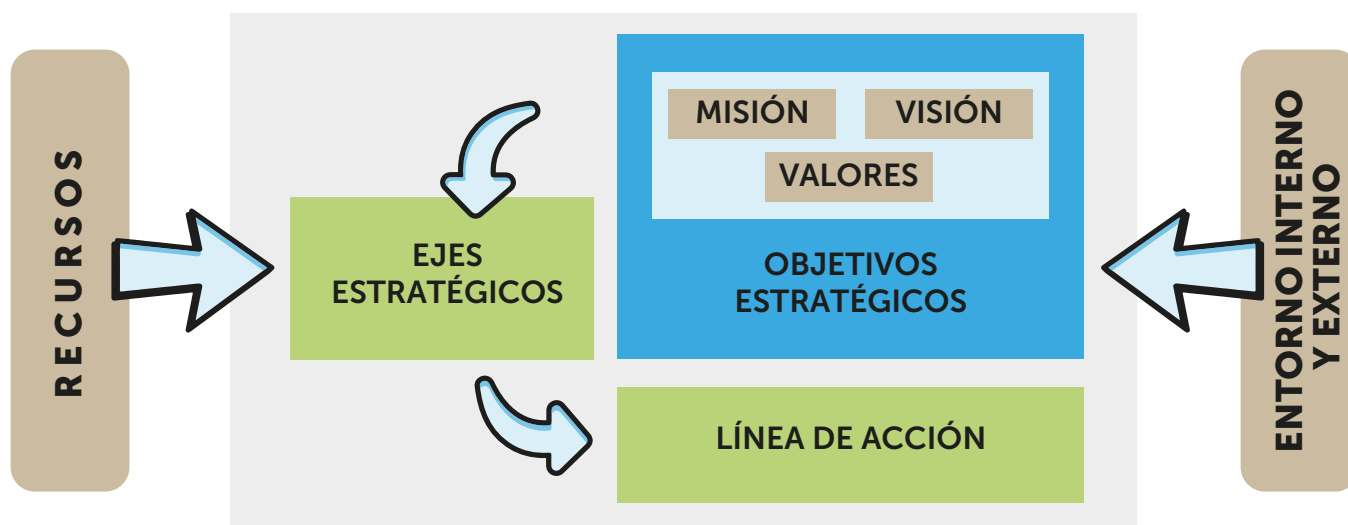 RECURSOS
MISIÓN
VISIÓN
VALORES
EJES
ESTRATÉGICOS
OBJETIVOS
ESTRATÉGICOS
LÍNEA DE ACCIÓN
ENTORNO INTERNO
Y EXTERNO